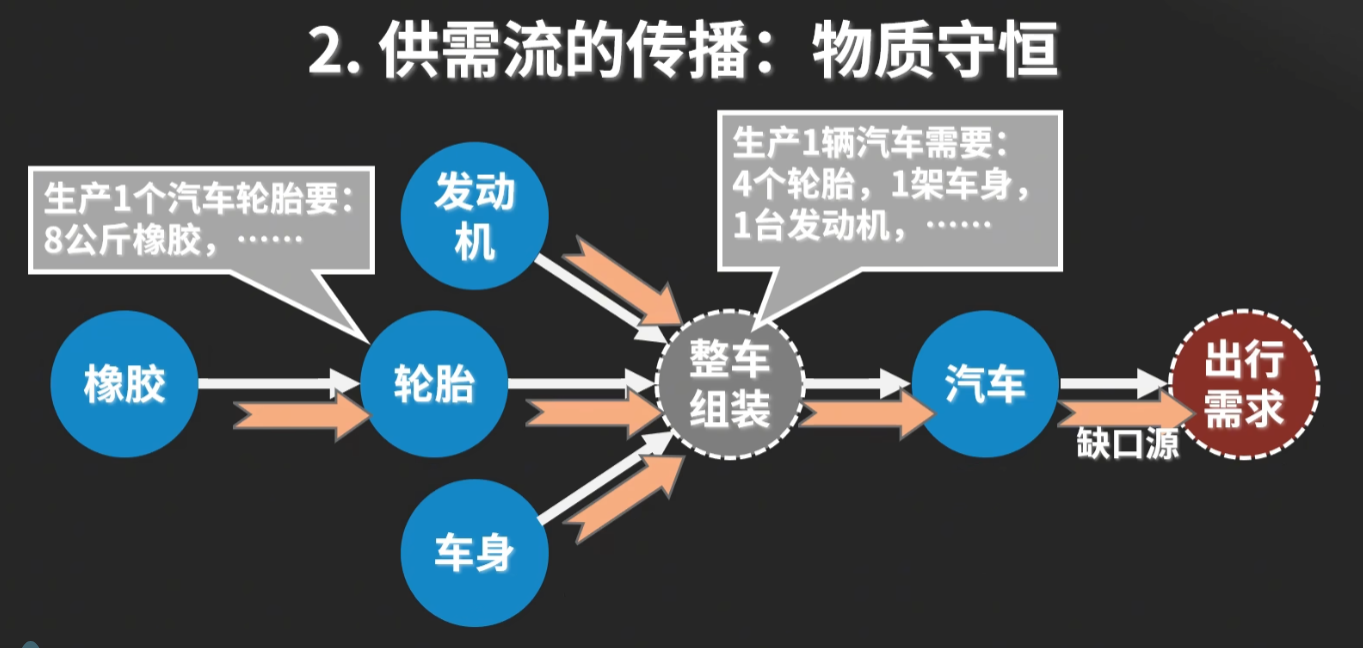 2. 供需流的传播：物质守恒
生产1个汽车轮胎要：
8公斤橡胶，……
生产1辆汽车需要：
4个轮胎，1架车身，
1台发动机，……
发动
机
橡胶
轮胎
整车
组装
汽车
出行
需求
缺口源
车身